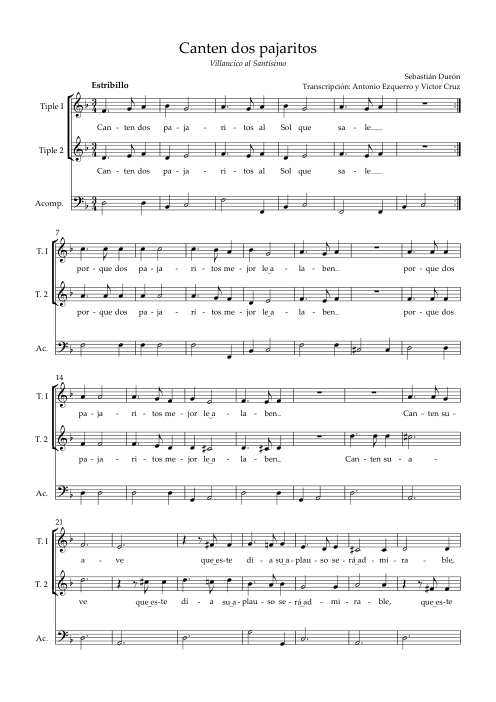 Canten dos pajaritos
Villancico al Santísimo
Sebastián Durón
Estribillo
Transcripción: Antonio Ezquerro y Víctor Cruz
Tiple I
Can - ten dos pa - ja - ri - tos al Sol que sa - le
Tiple 2
Can - ten dos pa - ja - ri - tos al Sol que sa - le
Acomp.
7
T. I
por - que dos pa - ja - ri - tos me - jor le a - la - ben por - que dos
T. 2
por - que dos pa - ja - ri - tos me - jor le a - la - ben por - que dos
Ac.
14
T. I
pa - ja - ri - tos me - jor le a - la - ben Can - ten su -
T. 2
pa - ja - ri - tos me - jor le a - la - ben Can - ten su - a -
Ac.
21
T. I
a - ve que es - te dí - a su a - plau - so se - rá ad - mi - ra - ble,
T. 2
ve que es - te dí - a su a - plau - so se - rá ad - mi - ra - ble, que es - te
Ac.